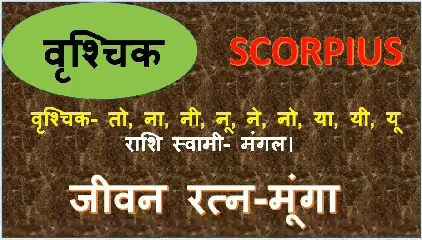 वृश्चिक SCORPIUS
वृश्चिक- तो, ना, नी, नू, ने, नो, या, यी, यू
राशि स्वामी- मंगल।
जीवन रत्न-मूंगा